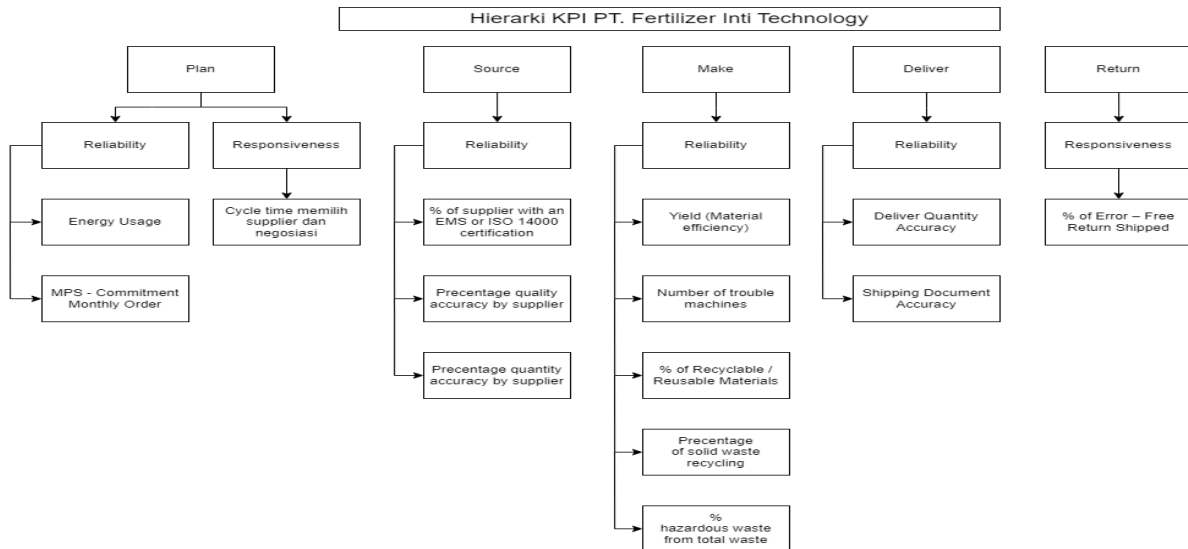 Hierarki KPI PT. Fertilizer Inti Technology
Plan
Source
Make
Deliver
Return
Reliability
Responsiveness
Reliability
Reliability
Reliability
Responsiveness
Energy Usage
Cycle time memilih
supplier dan
negosiasi
% of supplier with an
EMS or ISO 14000
certification
Yield (Material
efficiency)
Deliver Quantity
Accuracy
% of Error – Free
Return Shipped
MPS - Commitment
Monthly Order
Precentage quality
accuracy by supplier
Number of trouble
machines
Shipping Document
Accuracy
Precentage quantity
accuracy by supplier
% of Recyclable /
Reusable Materials
Precentage
of solid waste
recycling
%
hazardous waste
from total waste